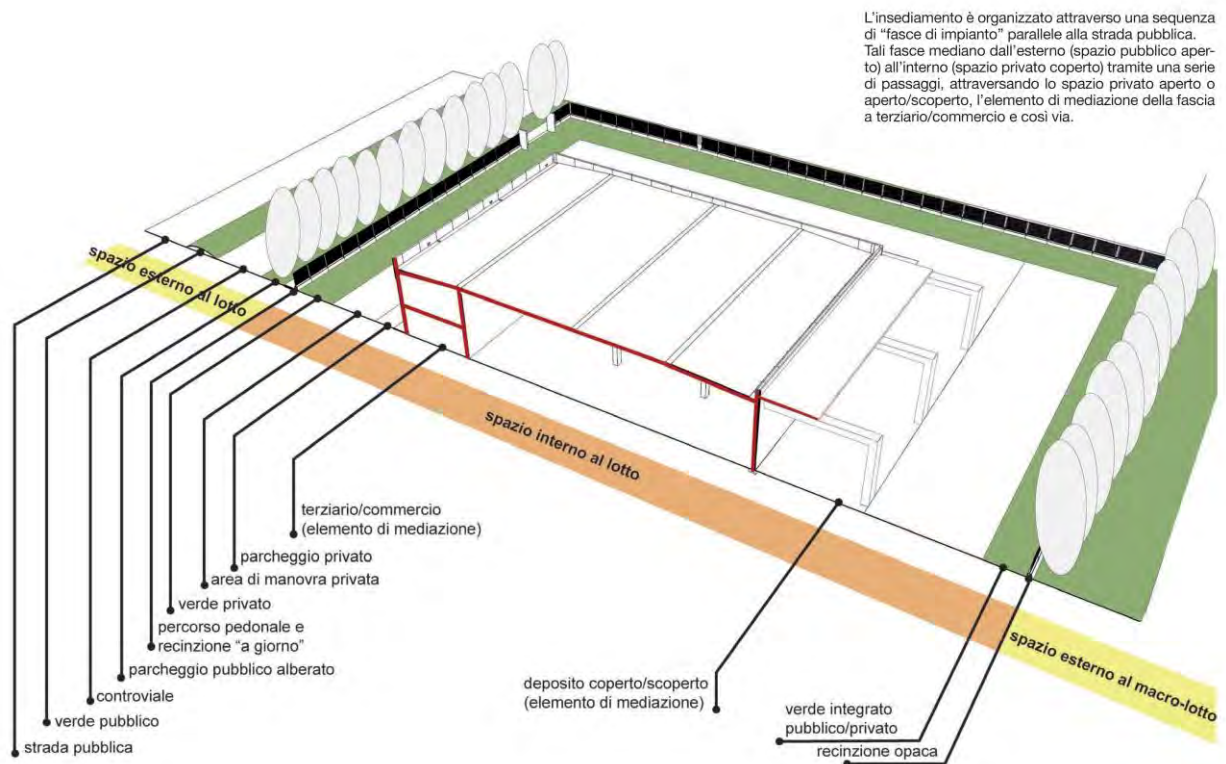 L'insediamento è organizzato attraverso una sequenza
di "fasce di impianto" parallele alla strada pubblica.
Tali fasce mediano dall'esterno (spazio pubblico aper-
to) all'interno (spazio privato coperto) tramite una serie
di passaggi, attraversando lo spazio privato aperto o
aperto/scoperto, l'elemento di mediazione della fascia
a terziario/commercio e così via.
spazio esterno al lotto
spazio interno al lotto
spazio esterno al macro-lotto
terziario/commercio
(elemento di mediazione)
parcheggio privato
area di manovra privata
verde privato
percorso pedonale e
recinzione "a giorno"
parcheggio pubblico alberato
controviale
verde pubblico
strada pubblica
deposito coperto/scoperto
(elemento di mediazione)
verde integrato
pubblico/privato
recinzione opaca